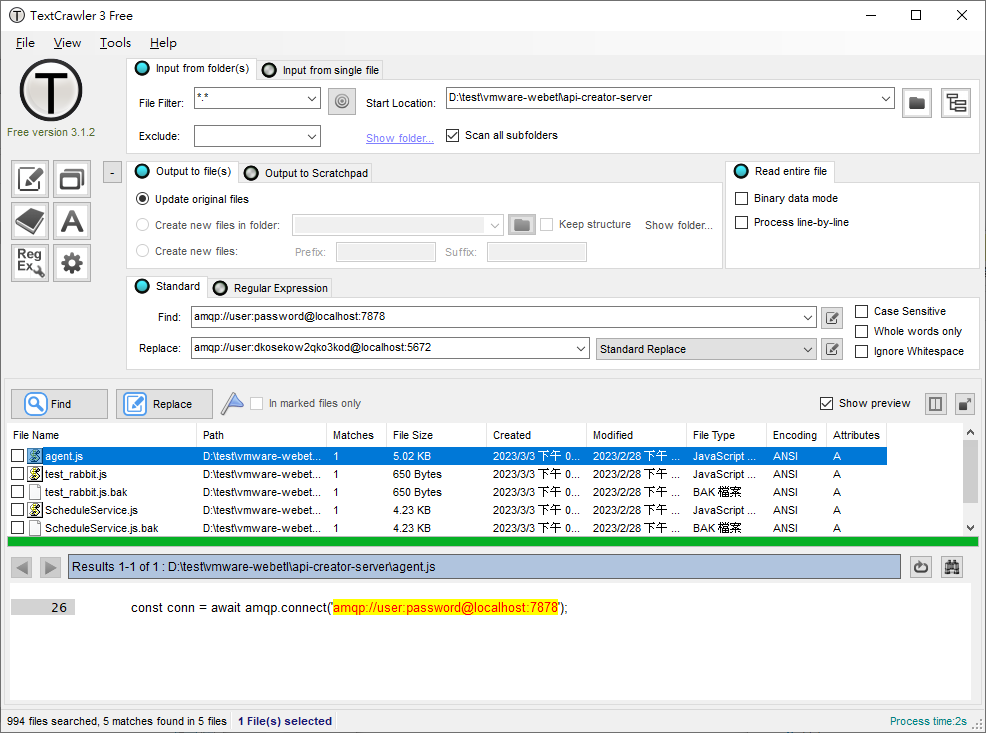 TextCrawler 3 Free
File View Tools Help
T
Free version 3.1.2
Input from folder(s) Input from single file
File Filter: *.* Start Location: D:\test\vmware-webetl\api-creator-server
Exclude: Show folder... Scan all subfolders
- Output to file(s) Output to Scratchpad Read entire file
Update original files Binary data mode
Create new files in folder: Keep structure Show folder... Process line-by-line
Create new files: Prefix: Suffix:
A
Reg
Ex
Standard Regular Expression
Find: amqp://user:password@localhost:7878 Case Sensitive
Whole words only
Replace: amqp://user:dkosekow2qko3kod@localhost:5672 Standard Replace Ignore Whitespace
Find Replace In marked files only Show preview
File Name Path Matches File Size Created Modified File Type Encoding Attributes
agent.js D:\test\vmware-webet... 1 5.02 KB 2023/3/3 下午 0... 2023/2/28 下午 ... JavaScript ... ANSI A
test_rabbit.js D:\test\vmware-webet... 1 650 Bytes 2023/3/3 下午 0... 2023/2/28 下午 ... JavaScript ... ANSI A
test_rabbit.js.bak D:\test\vmware-webet... 1 650 Bytes 2023/3/3 下午 0... 2023/2/28 下午 ... BAK 檔案 ANSI A
ScheduleService.js D:\test\vmware-webet... 1 4.23 KB 2023/3/3 下午 0... 2023/2/28 下午 ... JavaScript ... ANSI A
ScheduleService.js.bak D:\test\vmware-webet... 1 4.23 KB 2023/3/3 下午 0... 2023/2/28 下午 ... BAK 檔案 ANSI A
Results 1-1 of 1 : D:\test\vmware-webetl\api-creator-server\agent.js
26 const conn = await amqp.connect('amqp://user:password@localhost:7878');
994 files searched, 5 matches found in 5 files 1 File(s) selected Process time:2s